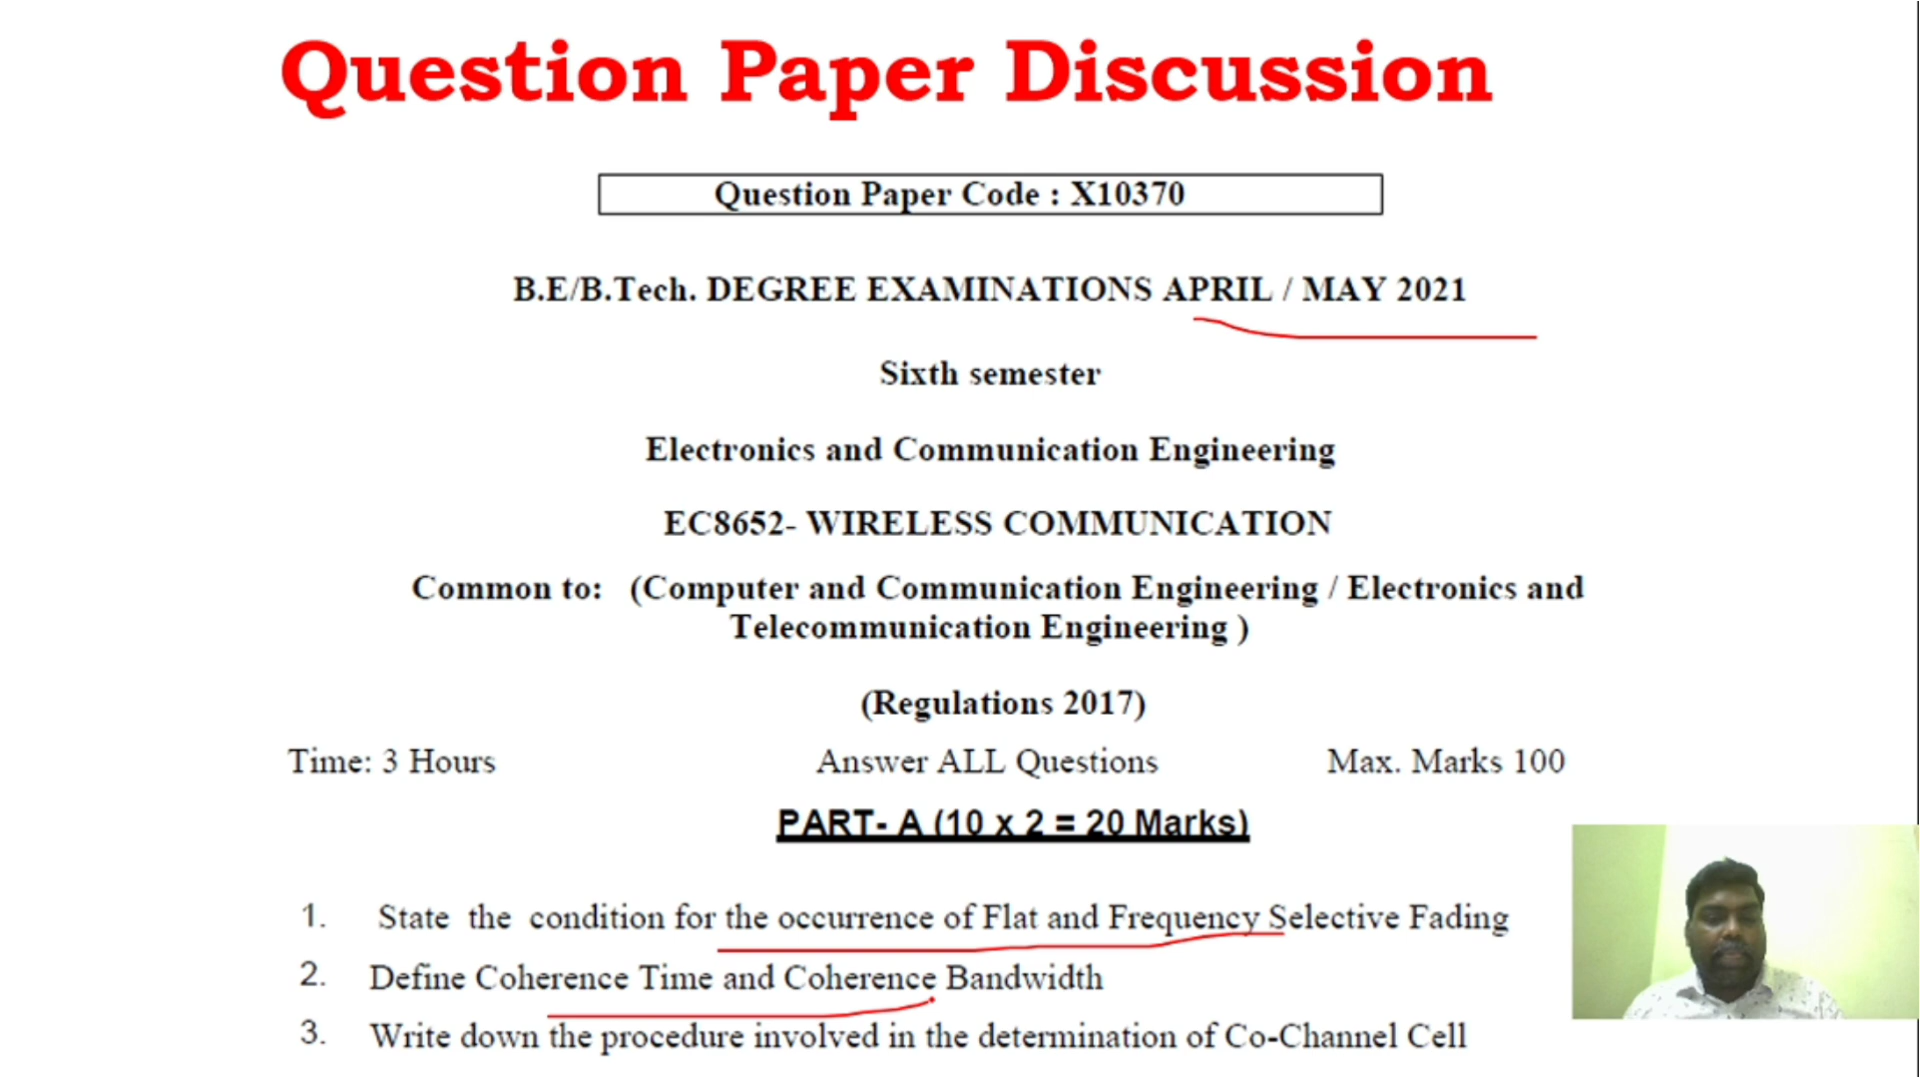 Question Paper Discussion
Question Paper Code : X10370
B.E/B.Tech. DEGREE EXAMINATIONS APRIL / MAY 2021
Sixth semester
Electronics and Communication Engineering
EC8652- WIRELESS COMMUNICATION
Common to: (Computer and Communication Engineering / Electronics and
Telecommunication Engineering )
(Regulations 2017)
Time: 3 Hours Answer ALL Questions Max. Marks 100
PART- A (10 x 2 = 20 Marks)
1. State the condition for the occurrence of Flat and Frequency Selective Fading
2. Define Coherence Time and Coherence Bandwidth
3. Write down the procedure involved in the determination of Co-Channel Cell